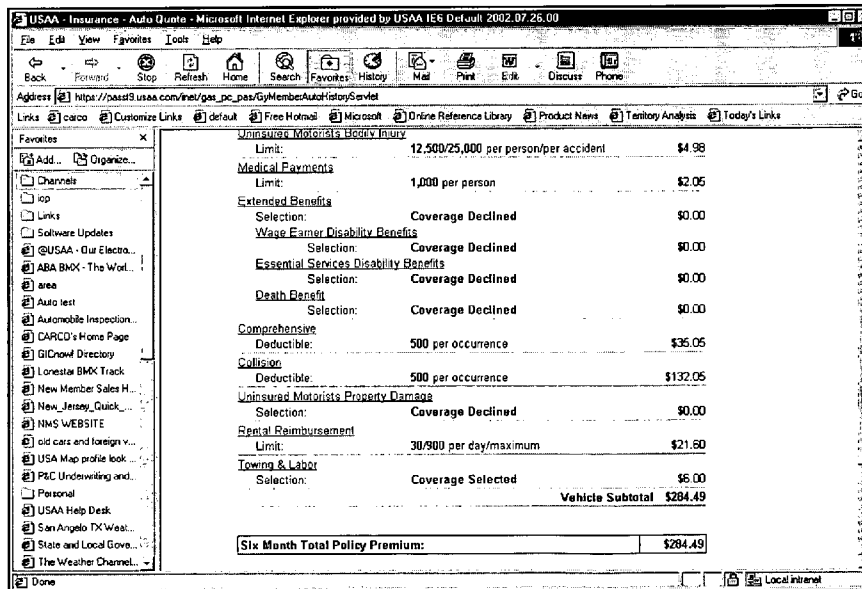 USAA - Insurance - Auto Quote - Microsoft Internet Explorer provided by USAA IE6 Default 2002.07.26.00
File Edit View Favorites Tools Help
Back Forward Stop Refresh Home Search Favorites History Mail Print Edit Discuss Phone
Address https://passt9.usaa.com/inet/gas_pc_pas/GyMemberAutoHistoryServlet Go
Links carco Customize Links default Free Hotmail Microsoft Online Reference Library Product News Territory Analysis Today's Links
Favorites x
Add... Organize...
Channels
iop
Links
Software Updates
@USAA - Our Electro...
ABA BMX - The Worl...
area
Auto test
Automobile Inspection...
CARCO's Home Page
GICnow! Directory
Lonestar BMX Track
New Member Sales H...
New_Jersey_Quick_...
NMS WEBSITE
old cars and foreign v...
USA Map profile look ...
P&C Underwriting and...
Personal
USAA Help Desk
San Angelo TX Weat...
State and Local Gove...
The Weather Channel...
Uninsured Motorists Bodily Injury
Limit: 12,500/25,000 per person/per accident $4.98
Medical Payments
Limit: 1,000 per person $2.05
Extended Benefits
Selection: Coverage Declined $0.00
Wage Earner Disability Benefits
Selection: Coverage Declined $0.00
Essential Services Disability Benefits
Selection: Coverage Declined $0.00
Death Benefit
Selection: Coverage Declined $0.00
Comprehensive
Deductible: 500 per occurrence $35.05
Collision
Deductible: 500 per occurrence $132.05
Uninsured Motorists Property Damage
Selection: Coverage Declined $0.00
Rental Reimbursement
Limit: 30/900 per day/maximum $21.60
Towing & Labor
Selection: Coverage Selected $6.00
Vehicle Subtotal $284.49
Six Month Total Policy Premium: $284.49
Done Local intranet